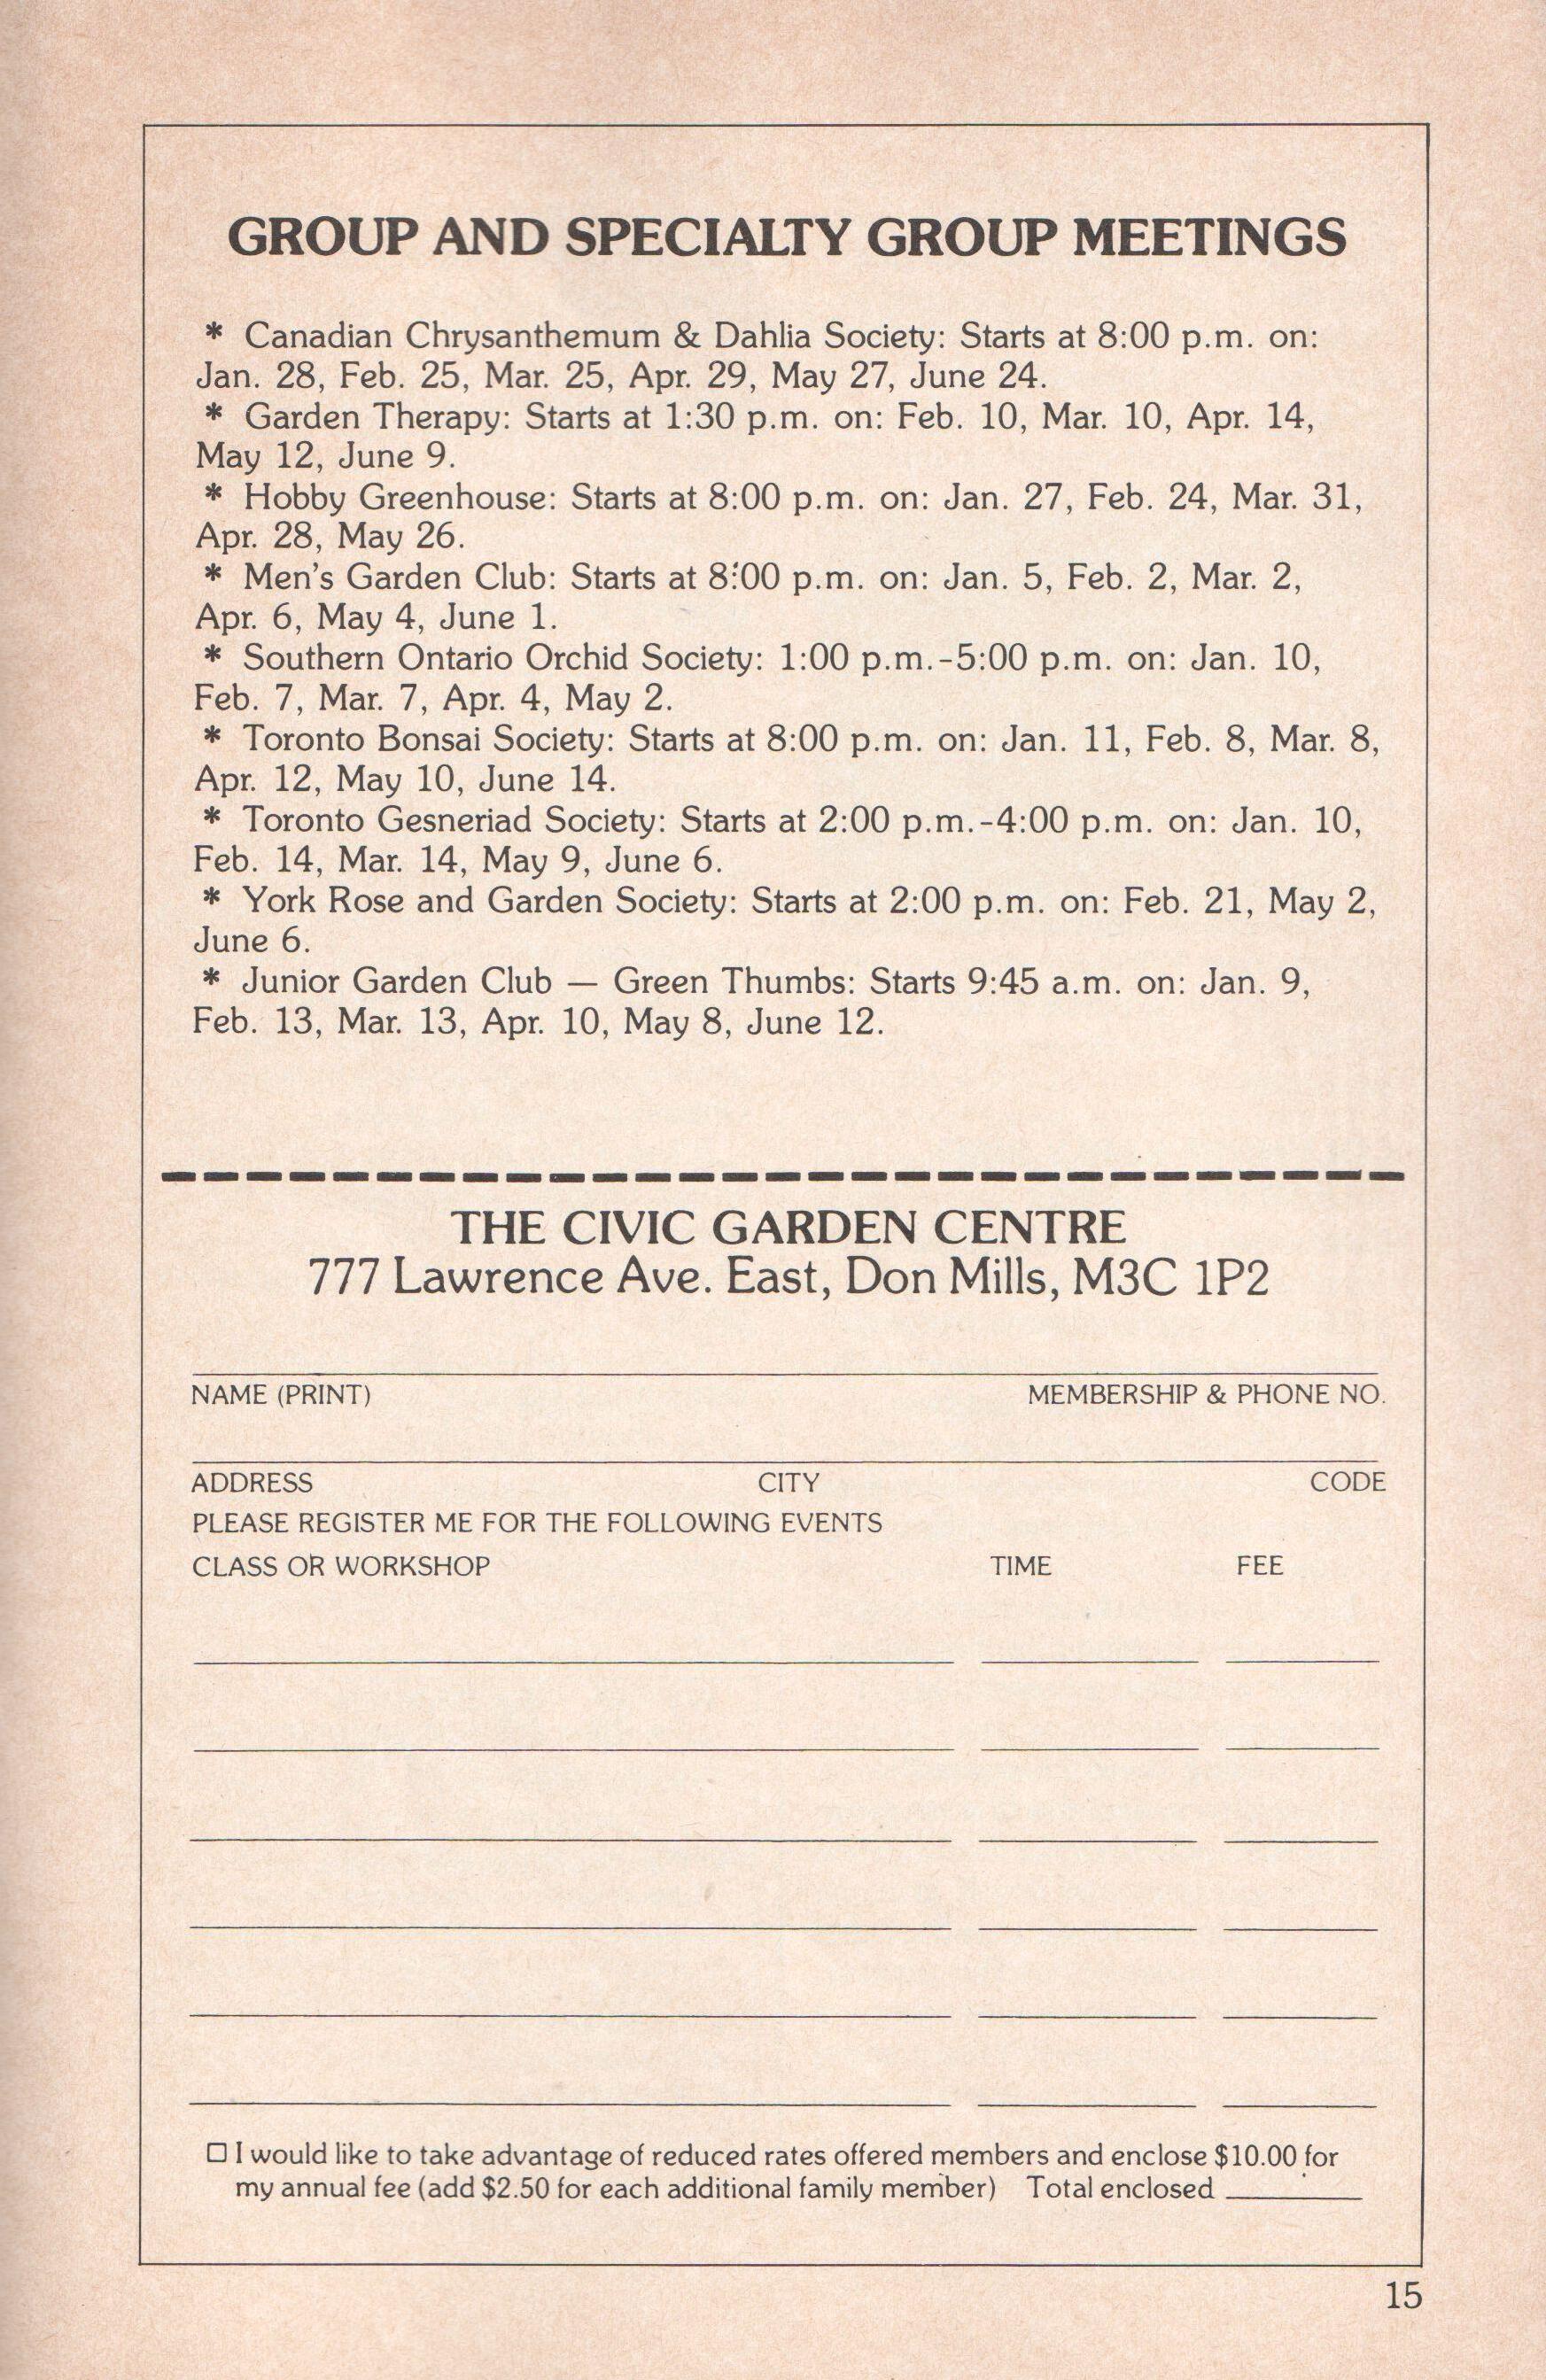 GROUP AND SPECIALTY GROUP MEETINGS
* Canadian Chrysanthemum & Dahlia Society: Starts at 8:00 p.m. on:
Jan. 28, Feb. 25, Mar. 25, Apr. 29, May 27, June 24.
* Garden Therapy: Starts at 1:30 p.m. on: Feb. 10, Mar. 10, Apr. 14,
May 12, June 9.
* Hobby Greenhouse: Starts at 8:00 p.m. on: Jan. 27, Feb. 24, Mar. 31,
Apr. 28, May 26.
* Men's Garden Club: Starts at 8:00 p.m. on: Jan. 5, Feb. 2, Mar. 2,
Apr. 6, May 4, June 1.
* Southern Ontario Orchid Society: 1:00 p.m.-5:00 p.m. on: Jan. 10,
Feb. 7, Mar. 7, Apr. 4, May 2.
* Toronto Bonsai Society: Starts at 8:00 p.m. on: Jan. 11, Feb. 8, Mar. 8,
Apr. 12, May 10, June 14.
* Toronto Gesneriad Society: Starts at 2:00 p.m.-4:00 p.m. on: Jan. 10,
Feb. 14, Mar. 14, May 9, June 6.
* York Rose and Garden Society: Starts at 2:00 p.m. on: Feb. 21, May 2,
June 6.
* Junior Garden Club — Green Thumbs: Starts 9:45 a.m. on: Jan. 9,
Feb. 13, Mar. 13, Apr. 10, May 8, June 12.
THE CIVIC GARDEN CENTRE
777 Lawrence Ave. East, Don Mills, M3C 1P2
NAME (PRINT) MEMBERSHIP & PHONE NO.
ADDRESS CITY CODE
PLEASE REGISTER ME FOR THE FOLLOWING EVENTS
CLASS OR WORKSHOP TIME FEE
□ I would like to take advantage of reduced rates offered members and enclose $10.00 for
my annual fee (add $2.50 for each additional family member) Total enclosed ________
15